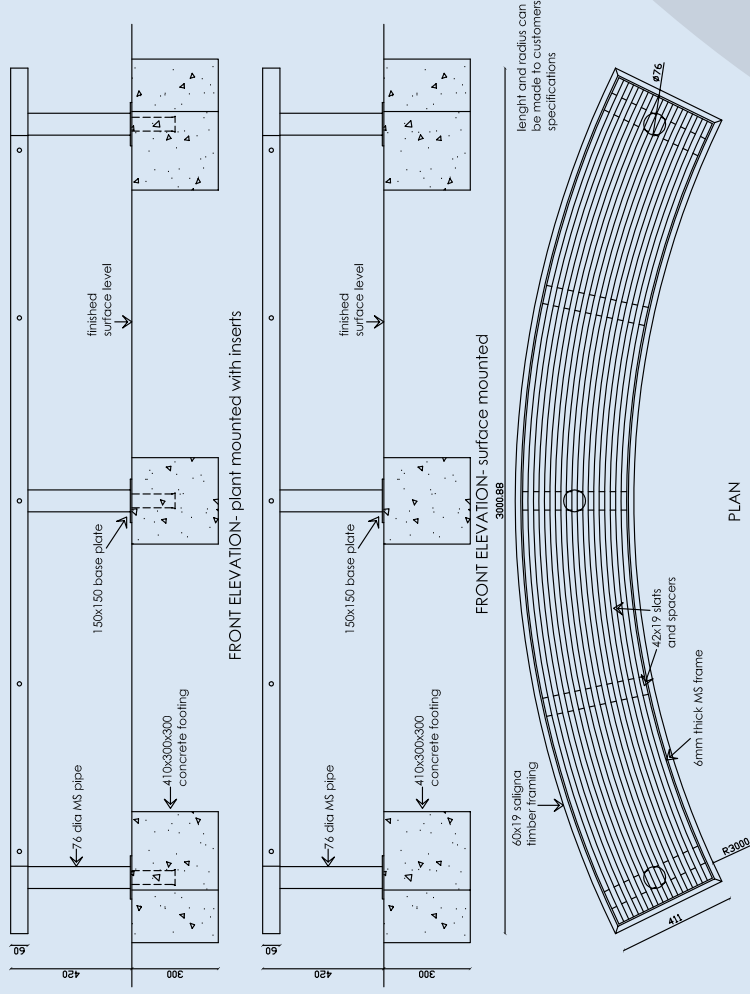 60
420
300
76 dia MS pipe
410x300x300
concrete footing
150x150 base plate
finished
surface level
FRONT ELEVATION- plant mounted with inserts
60
420
300
76 dia MS pipe
410x300x300
concrete footing
150x150 base plate
finished
surface level
FRONT ELEVATION- surface mounted
3000.88
lenght and radius can
be made to customers
specifications
60x19 saligna
timber framing
6mm thick MS frame
42x19 slats
and spacers
ø76
411
R3000
PLAN